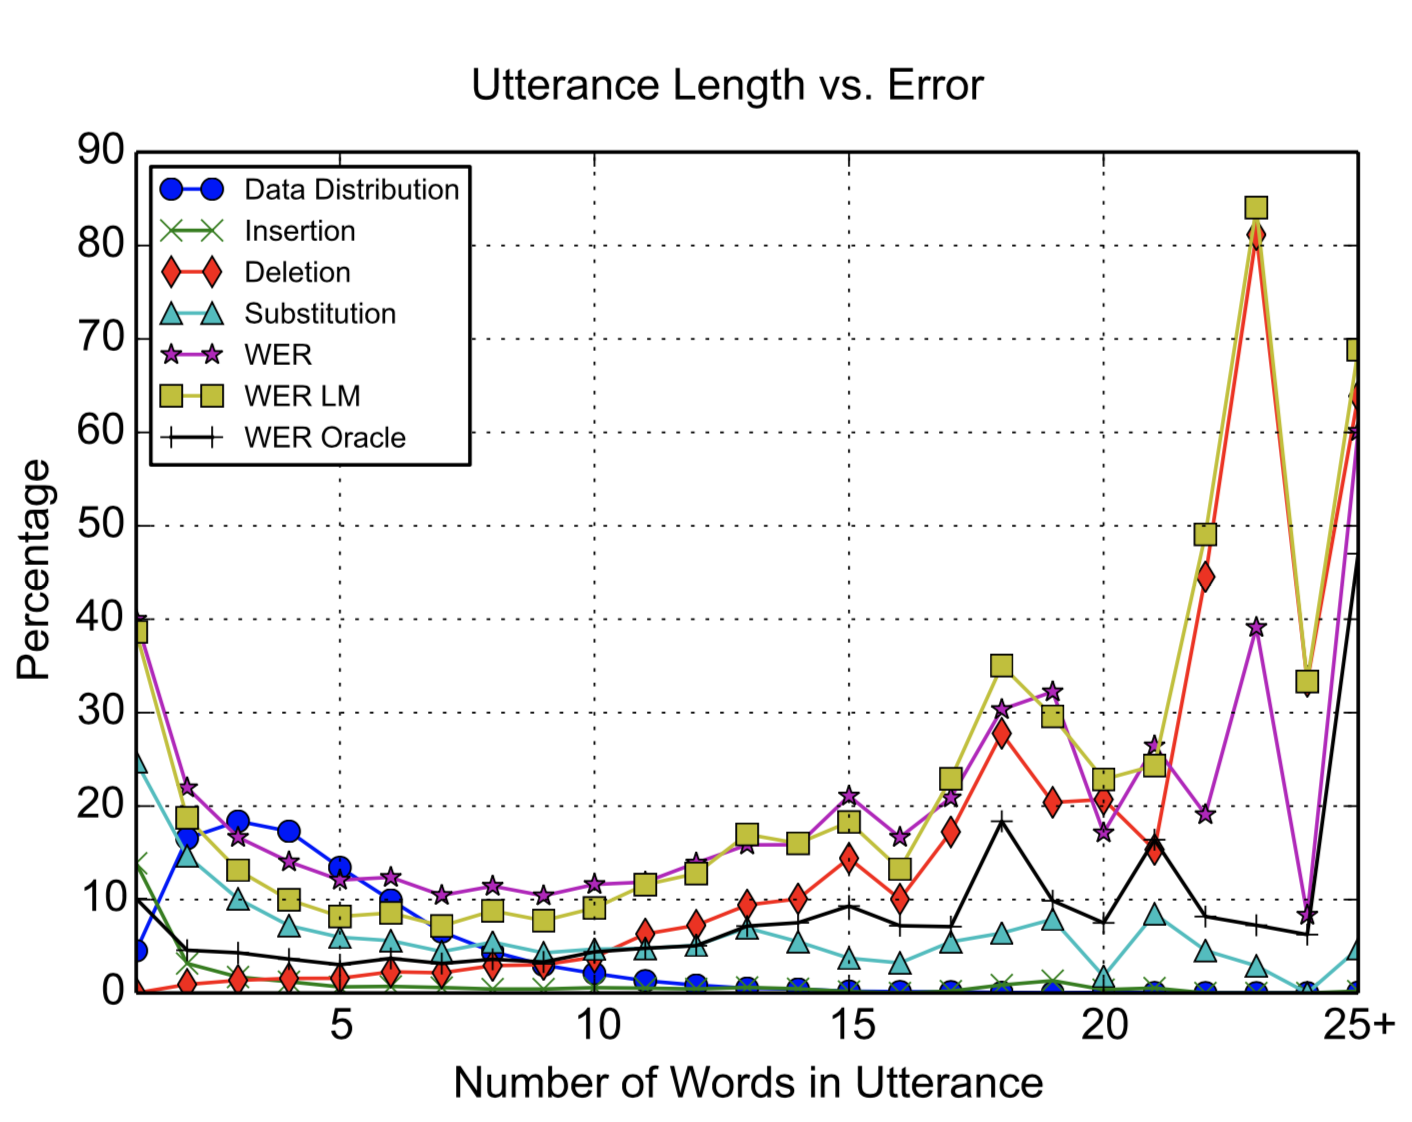 Utterance Length vs. Error
90
80
70
60
50
40
30
20
10
0
Percentage
Data Distribution
Insertion
Deletion
Substitution
WER
WER LM
WER Oracle
5 10 15 20 25+
Number of Words in Utterance